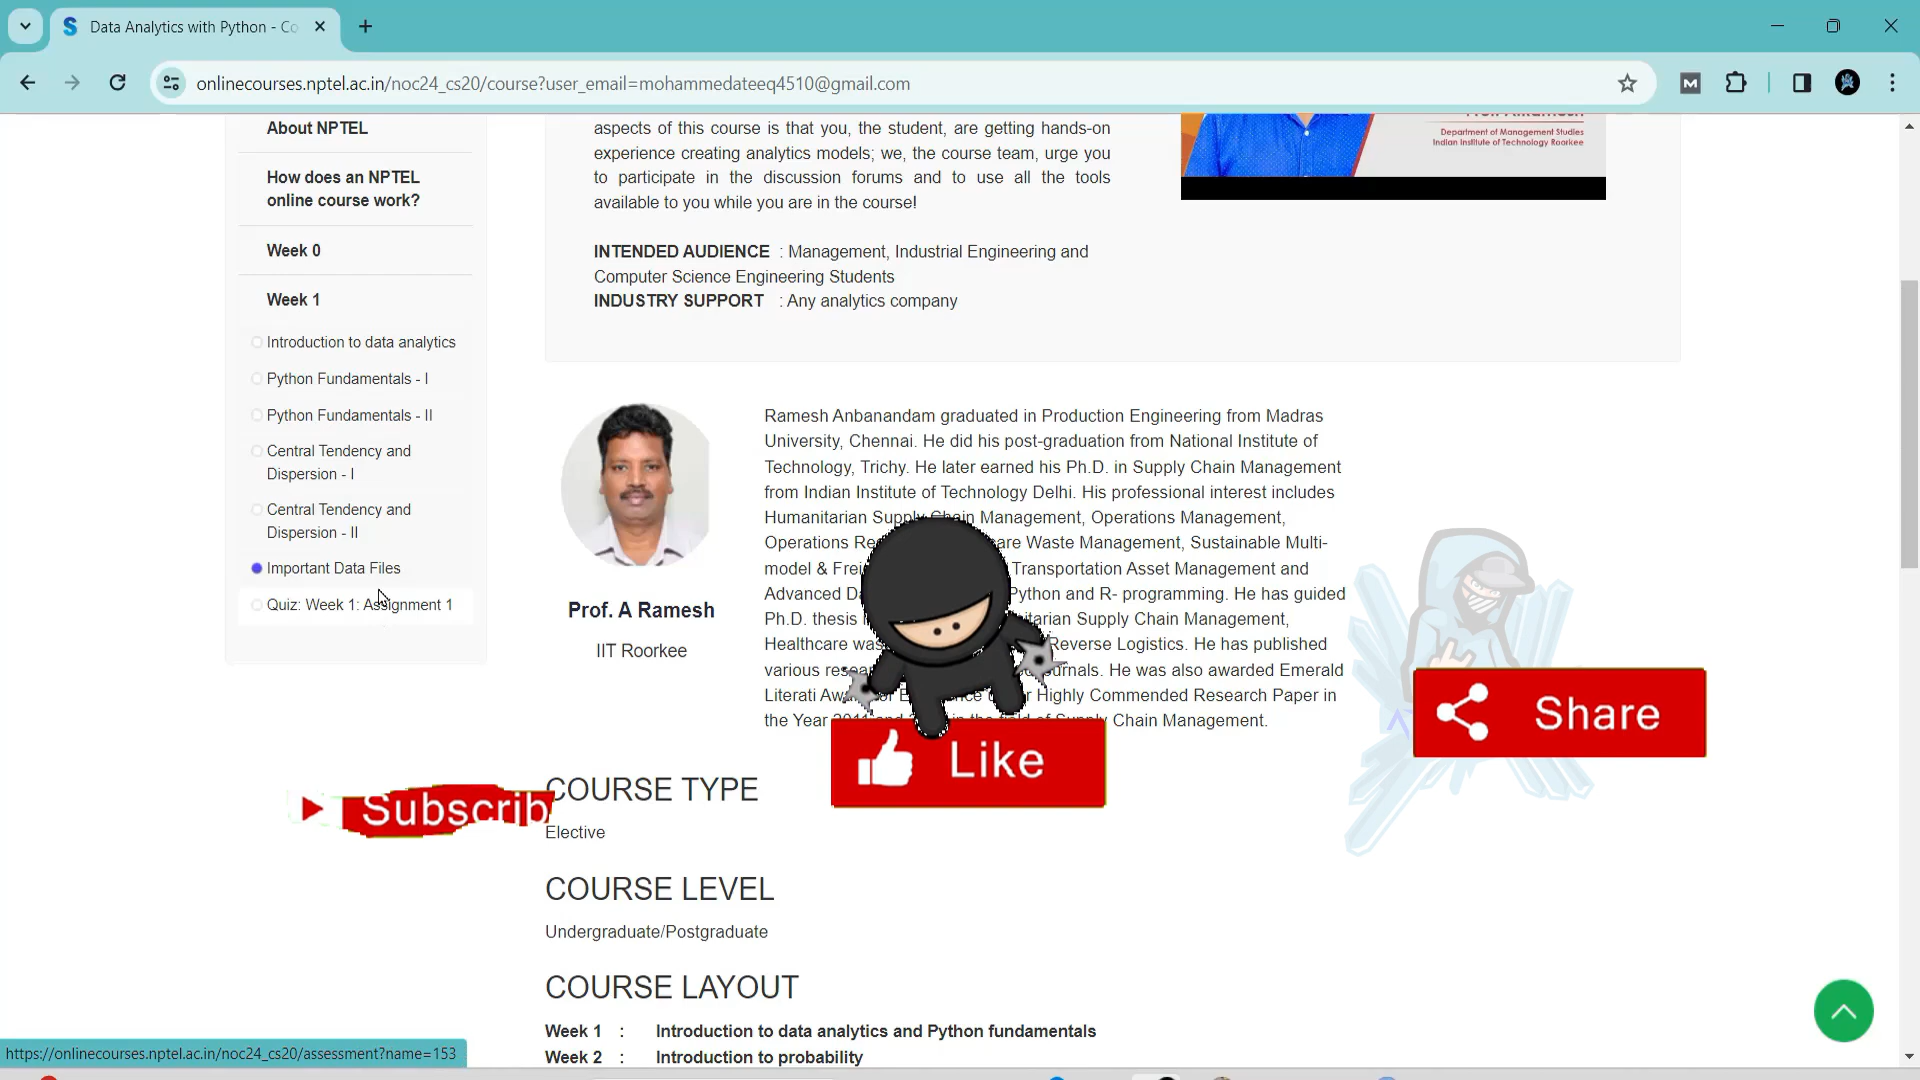 Data Analytics with Python - Co
onlinecourses.nptel.ac.in/noc24_cs20/course?user_email=mohammedateeq4510@gmail.com
About NPTEL
How does an NPTEL
online course work?
Week 0
Week 1
Introduction to data analytics
Python Fundamentals - I
Python Fundamentals - II
Central Tendency and
Dispersion - I
Central Tendency and
Dispersion - II
Important Data Files
Quiz: Week 1: Assignment 1
aspects of this course is that you, the student, are getting hands-on
experience creating analytics models; we, the course team, urge you
to participate in the discussion forums and to use all the tools
available to you while you are in the course!
INTENDED AUDIENCE : Management, Industrial Engineering and
Computer Science Engineering Students
INDUSTRY SUPPORT : Any analytics company
Department of Management Studies
Indian Institute of Technology Roorkee
Prof. A Ramesh
IIT Roorkee
Ramesh Anbanandam graduated in Production Engineering from Madras
University, Chennai. He did his post-graduation from National Institute of
Technology, Trichy. He later earned his Ph.D. in Supply Chain Management
from Indian Institute of Technology Delhi. His professional interest includes
Humanitarian Supply Chain Management, Operations Management,
Operations Re care Waste Management, Sustainable Multi-
model & Frei Transportation Asset Management and
Advanced D Python and R- programming. He has guided
Ph.D. thesis itarian Supply Chain Management,
Healthcare was Reverse Logistics. He has published
various rese urnals. He was also awarded Emerald
Literati Aw Highly Commended Research Paper in
the Year 2011 and in the field of Supply Chain Management.
Subscrib
Like
Share
COURSE TYPE
Elective
COURSE LEVEL
Undergraduate/Postgraduate
COURSE LAYOUT
Week 1 : Introduction to data analytics and Python fundamentals
Week 2 : Introduction to probability
https://onlinecourses.nptel.ac.in/noc24_cs20/assessment?name=153